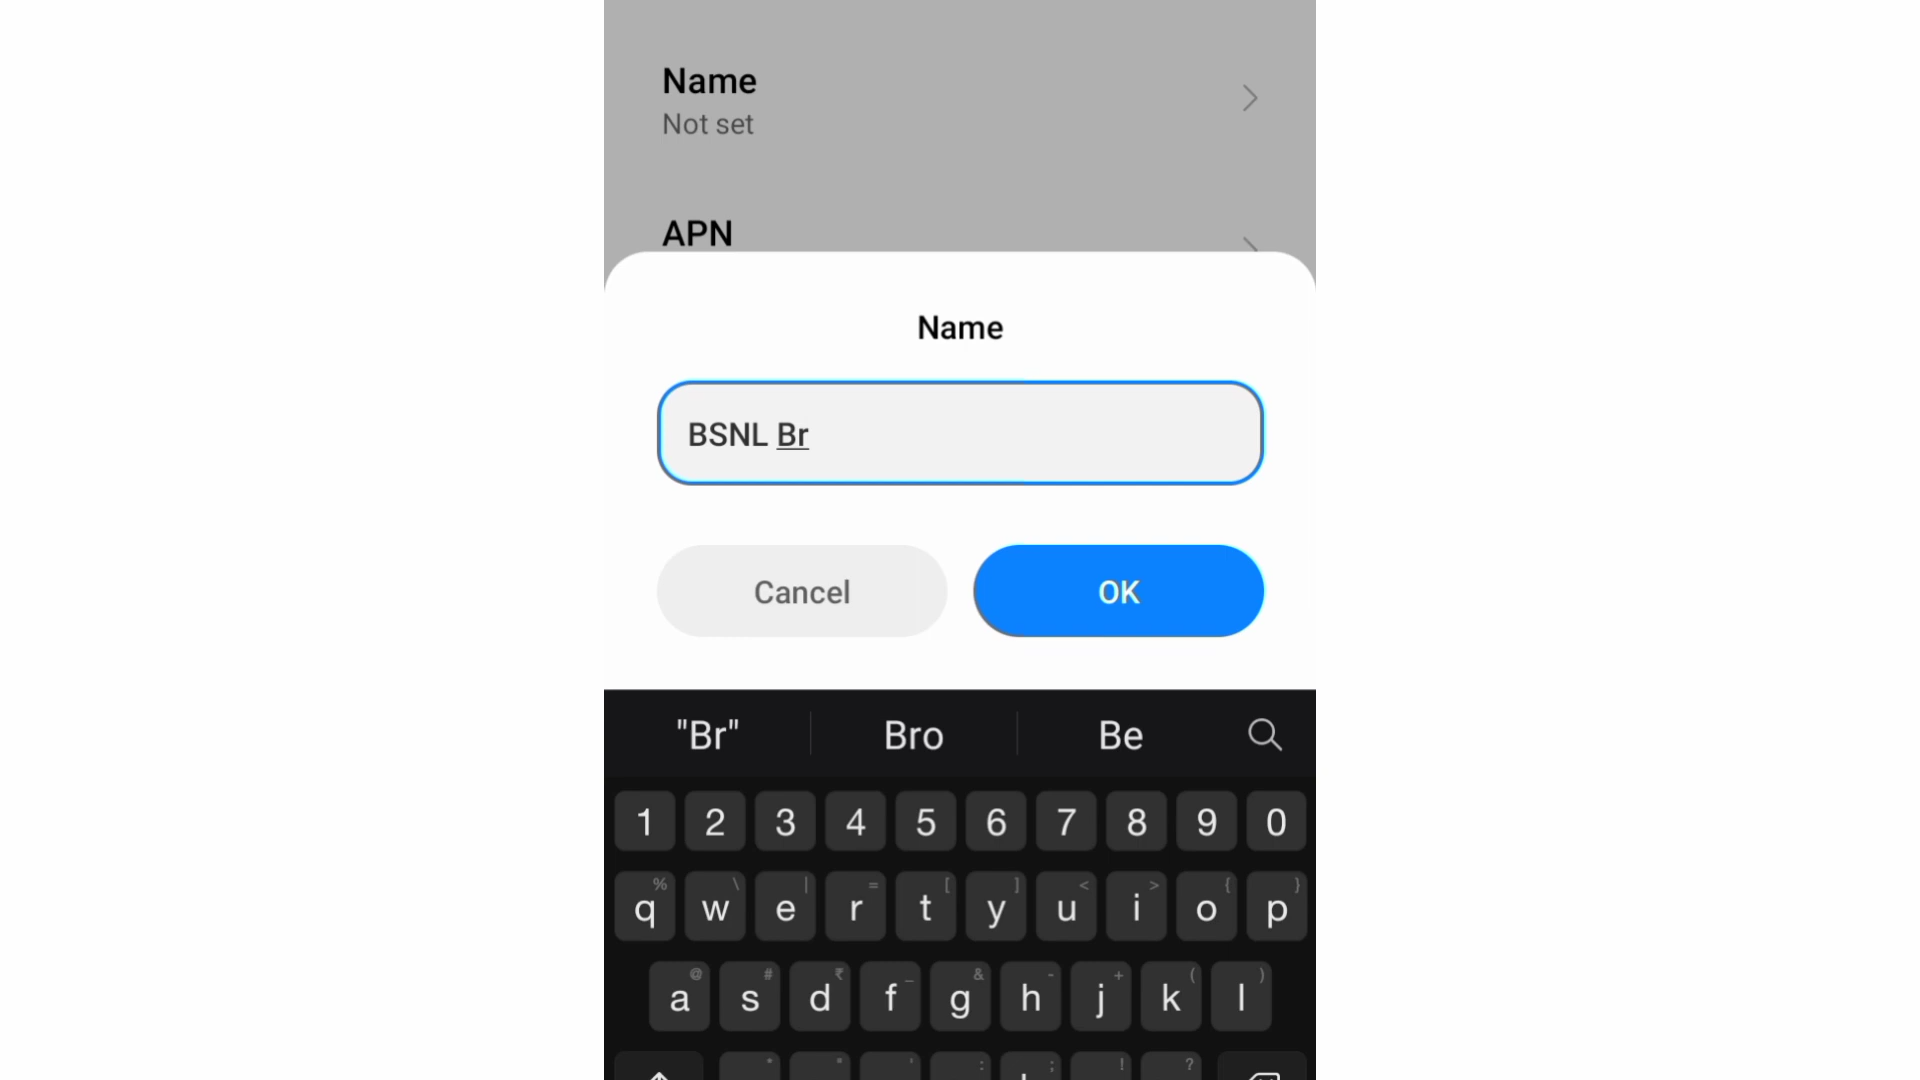 Name
Not set
APN
Name
BSNL Br
Cancel OK
"Br" Bro Be
1 2 3 4 5 6 7 8 9 0
% \ | = [ ] < > { }
q w e r t y u i o p
@ # ₹ _ & - + ( )
a s d f g h j k l
: ; ! ?